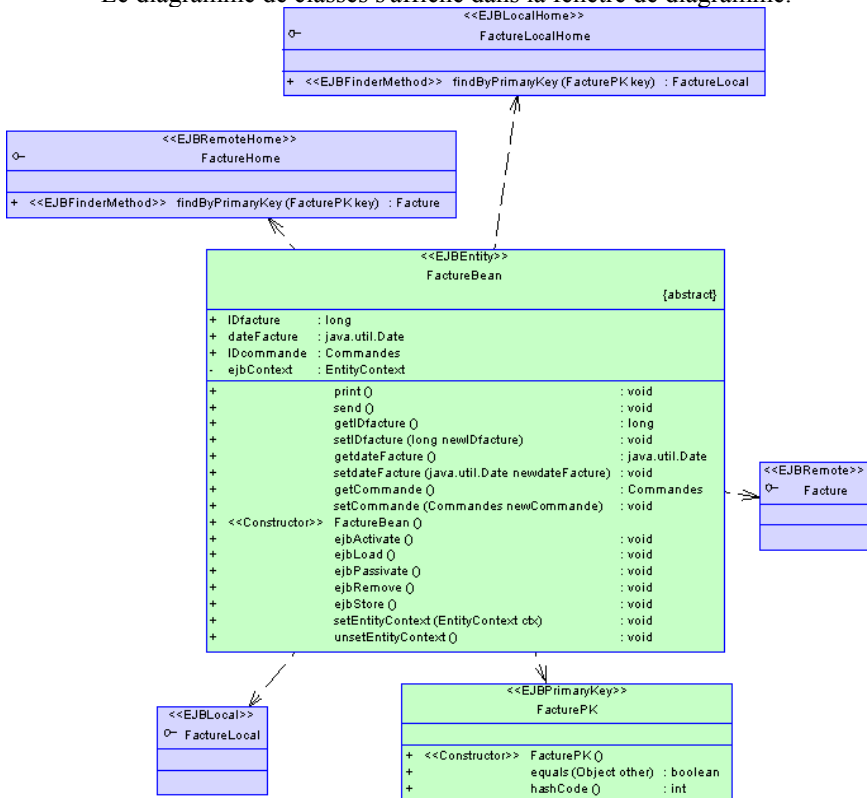 Le diagramme de classes s'affiche dans la fenêtre de diagramme.
<<EJBLocalHome>>
FactureLocalHome
+ <<EJBFinderMethod>> findByPrimaryKey (FacturePK key) : FactureLocal
<<EJBRemoteHome>>
FactureHome
+ <<EJBFinderMethod>> findByPrimaryKey (FacturePK key) : Facture
<<EJBEntity>>
FactureBean
{abstract}
+ IDfacture : long
+ dateFacture : java.util.Date
+ IDcommande : Commandes
- ejbContext : EntityContext
+ print () : void
+ send () : void
+ getIDfacture () : long
+ setIDfacture (long newIDfacture) : void
+ getdateFacture () : java.util.Date
+ setdateFacture (java.util.Date newdateFacture) : void
+ getCommande () : Commandes
+ setCommande (Commandes newCommande) : void
+ <<Constructor>> FactureBean ()
+ ejbActivate () : void
+ ejbLoad () : void
+ ejbPassivate () : void
+ ejbRemove () : void
+ ejbStore () : void
+ setEntityContext (EntityContext ctx) : void
+ unsetEntityContext () : void
<<EJBRemote>>
Facture
<<EJBLocal>>
FactureLocal
<<EJBPrimaryKey>>
FacturePK
+ <<Constructor>> FacturePK ()
+ equals (Object other) : boolean
+ hashCode () : int